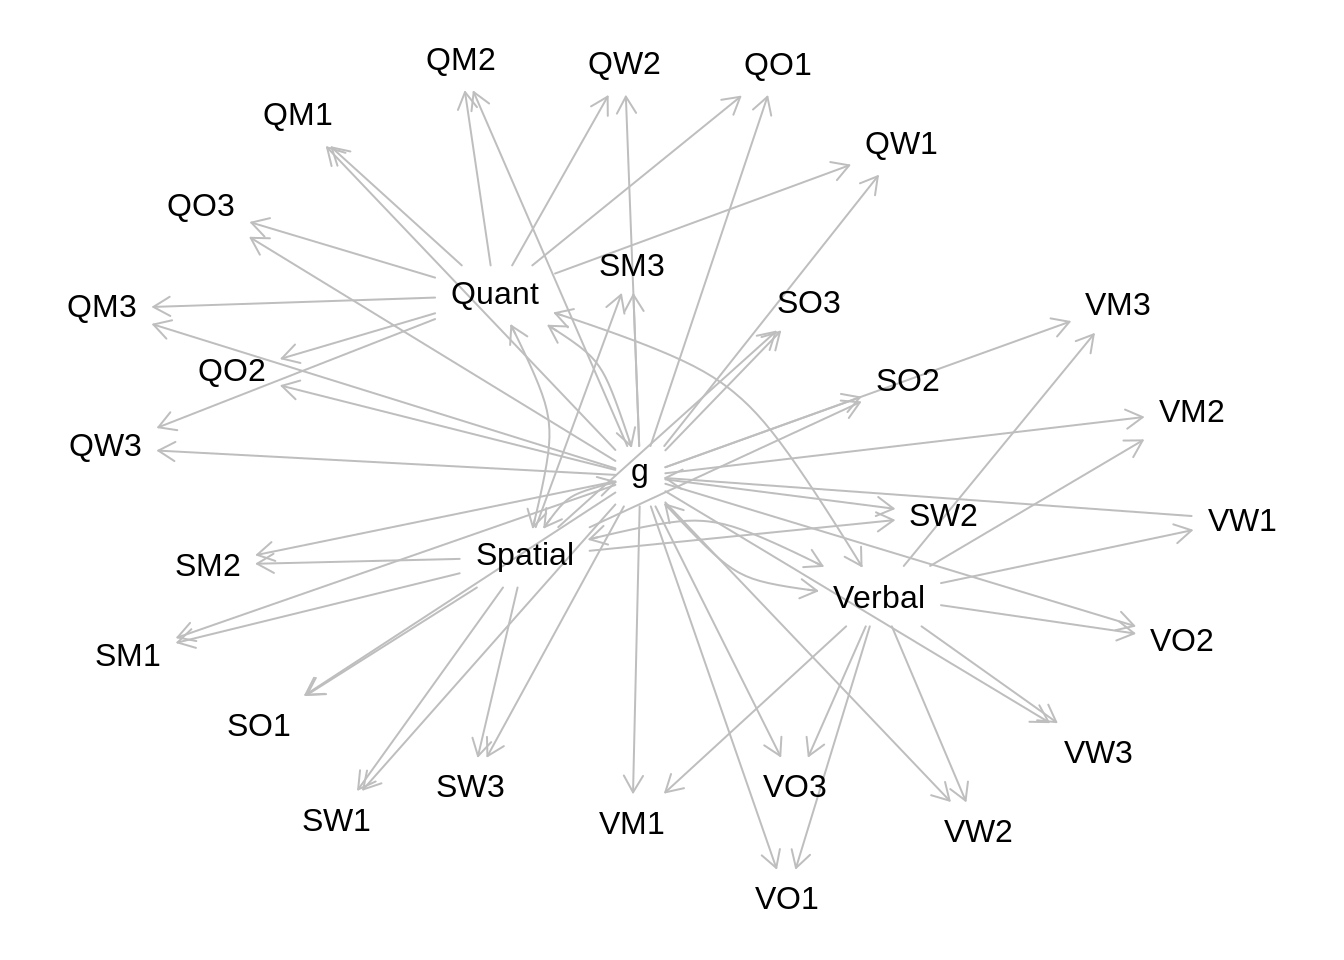 QM2
QW2
QO1
QM1
QW1
QO3
SM3
Quant
SO3
QM3
VM3
QO2
SO2
VM2
QW3
g
SW2
VW1
Spatial
SM2
Verbal
VO2
SM1
SO1
VW3
SW3
VO3
SW1
VM1
VW2
VO1